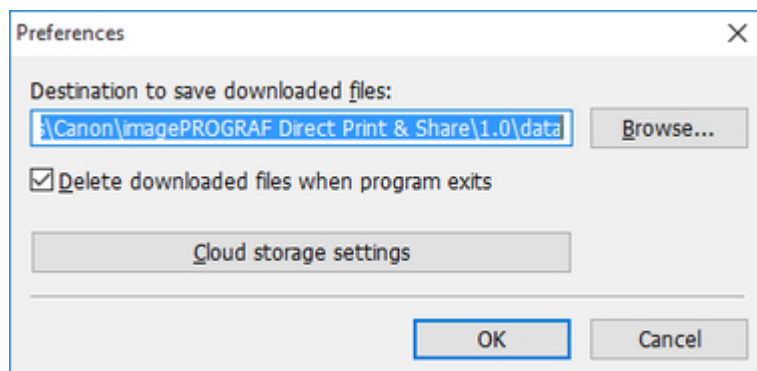 Preferences
Destination to save downloaded files:
s\Canon\imagePROGRAF Direct Print & Share\1.0\data
Browse...
Delete downloaded files when program exits
Cloud storage settings
OK
Cancel